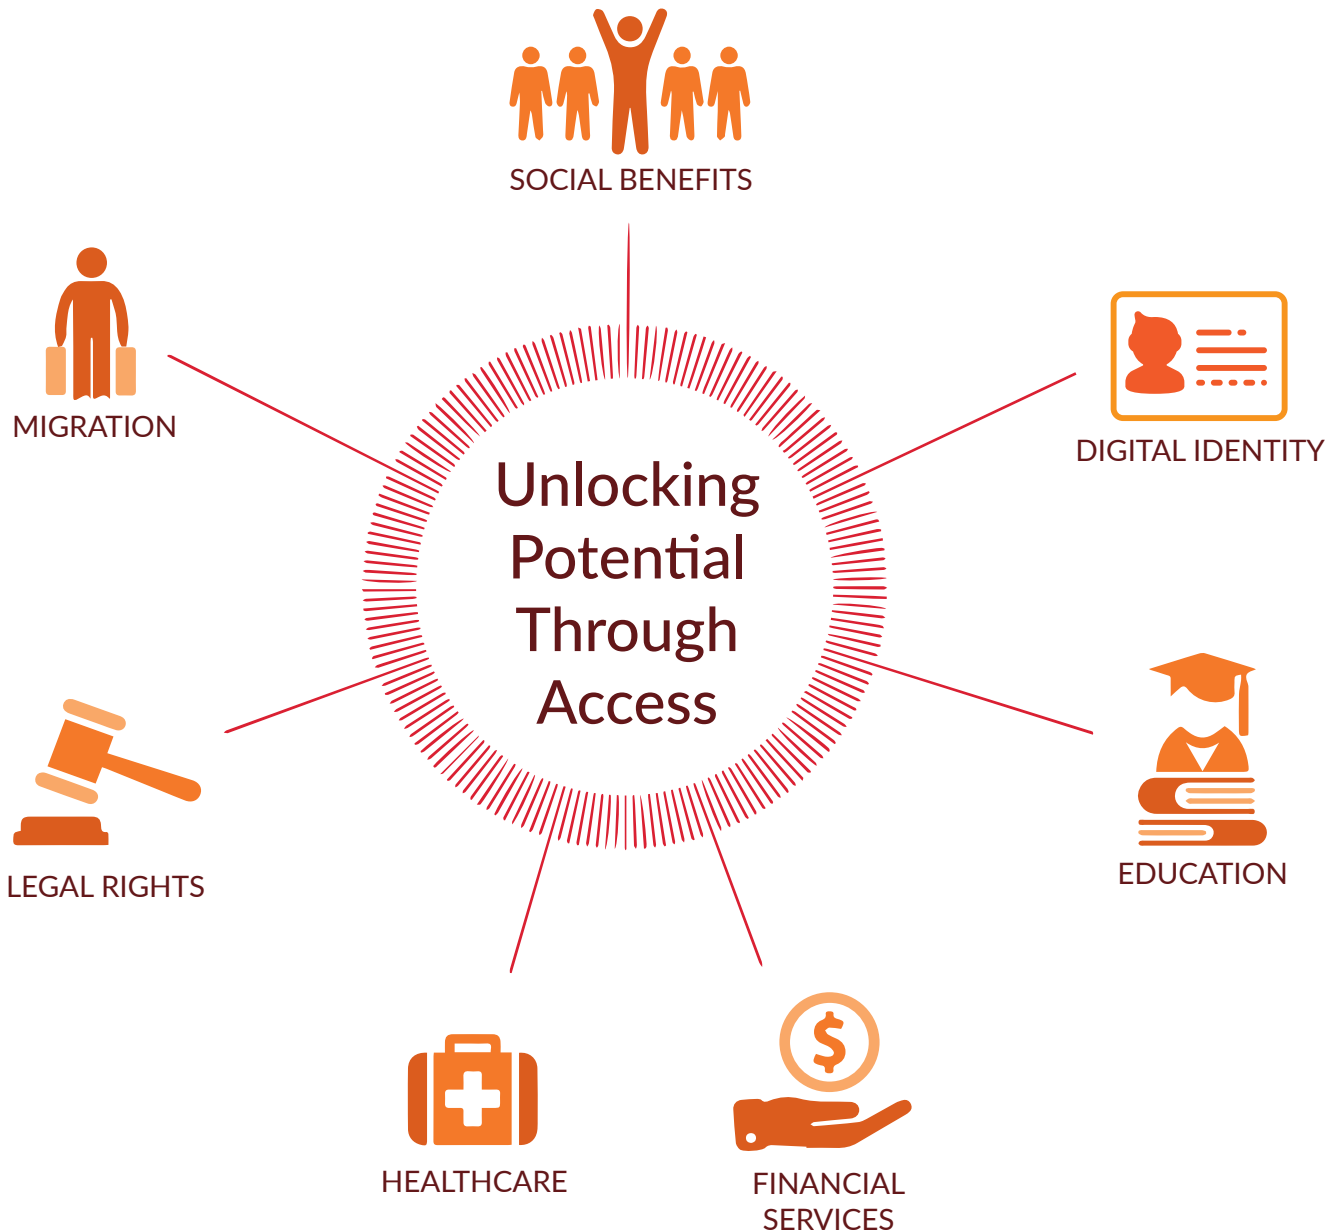 SOCIAL BENEFITS
MIGRATION
DIGITAL IDENTITY
Unlocking
Potential
Through
Access
LEGAL RIGHTS
EDUCATION
HEALTHCARE
FINANCIAL
SERVICES
$